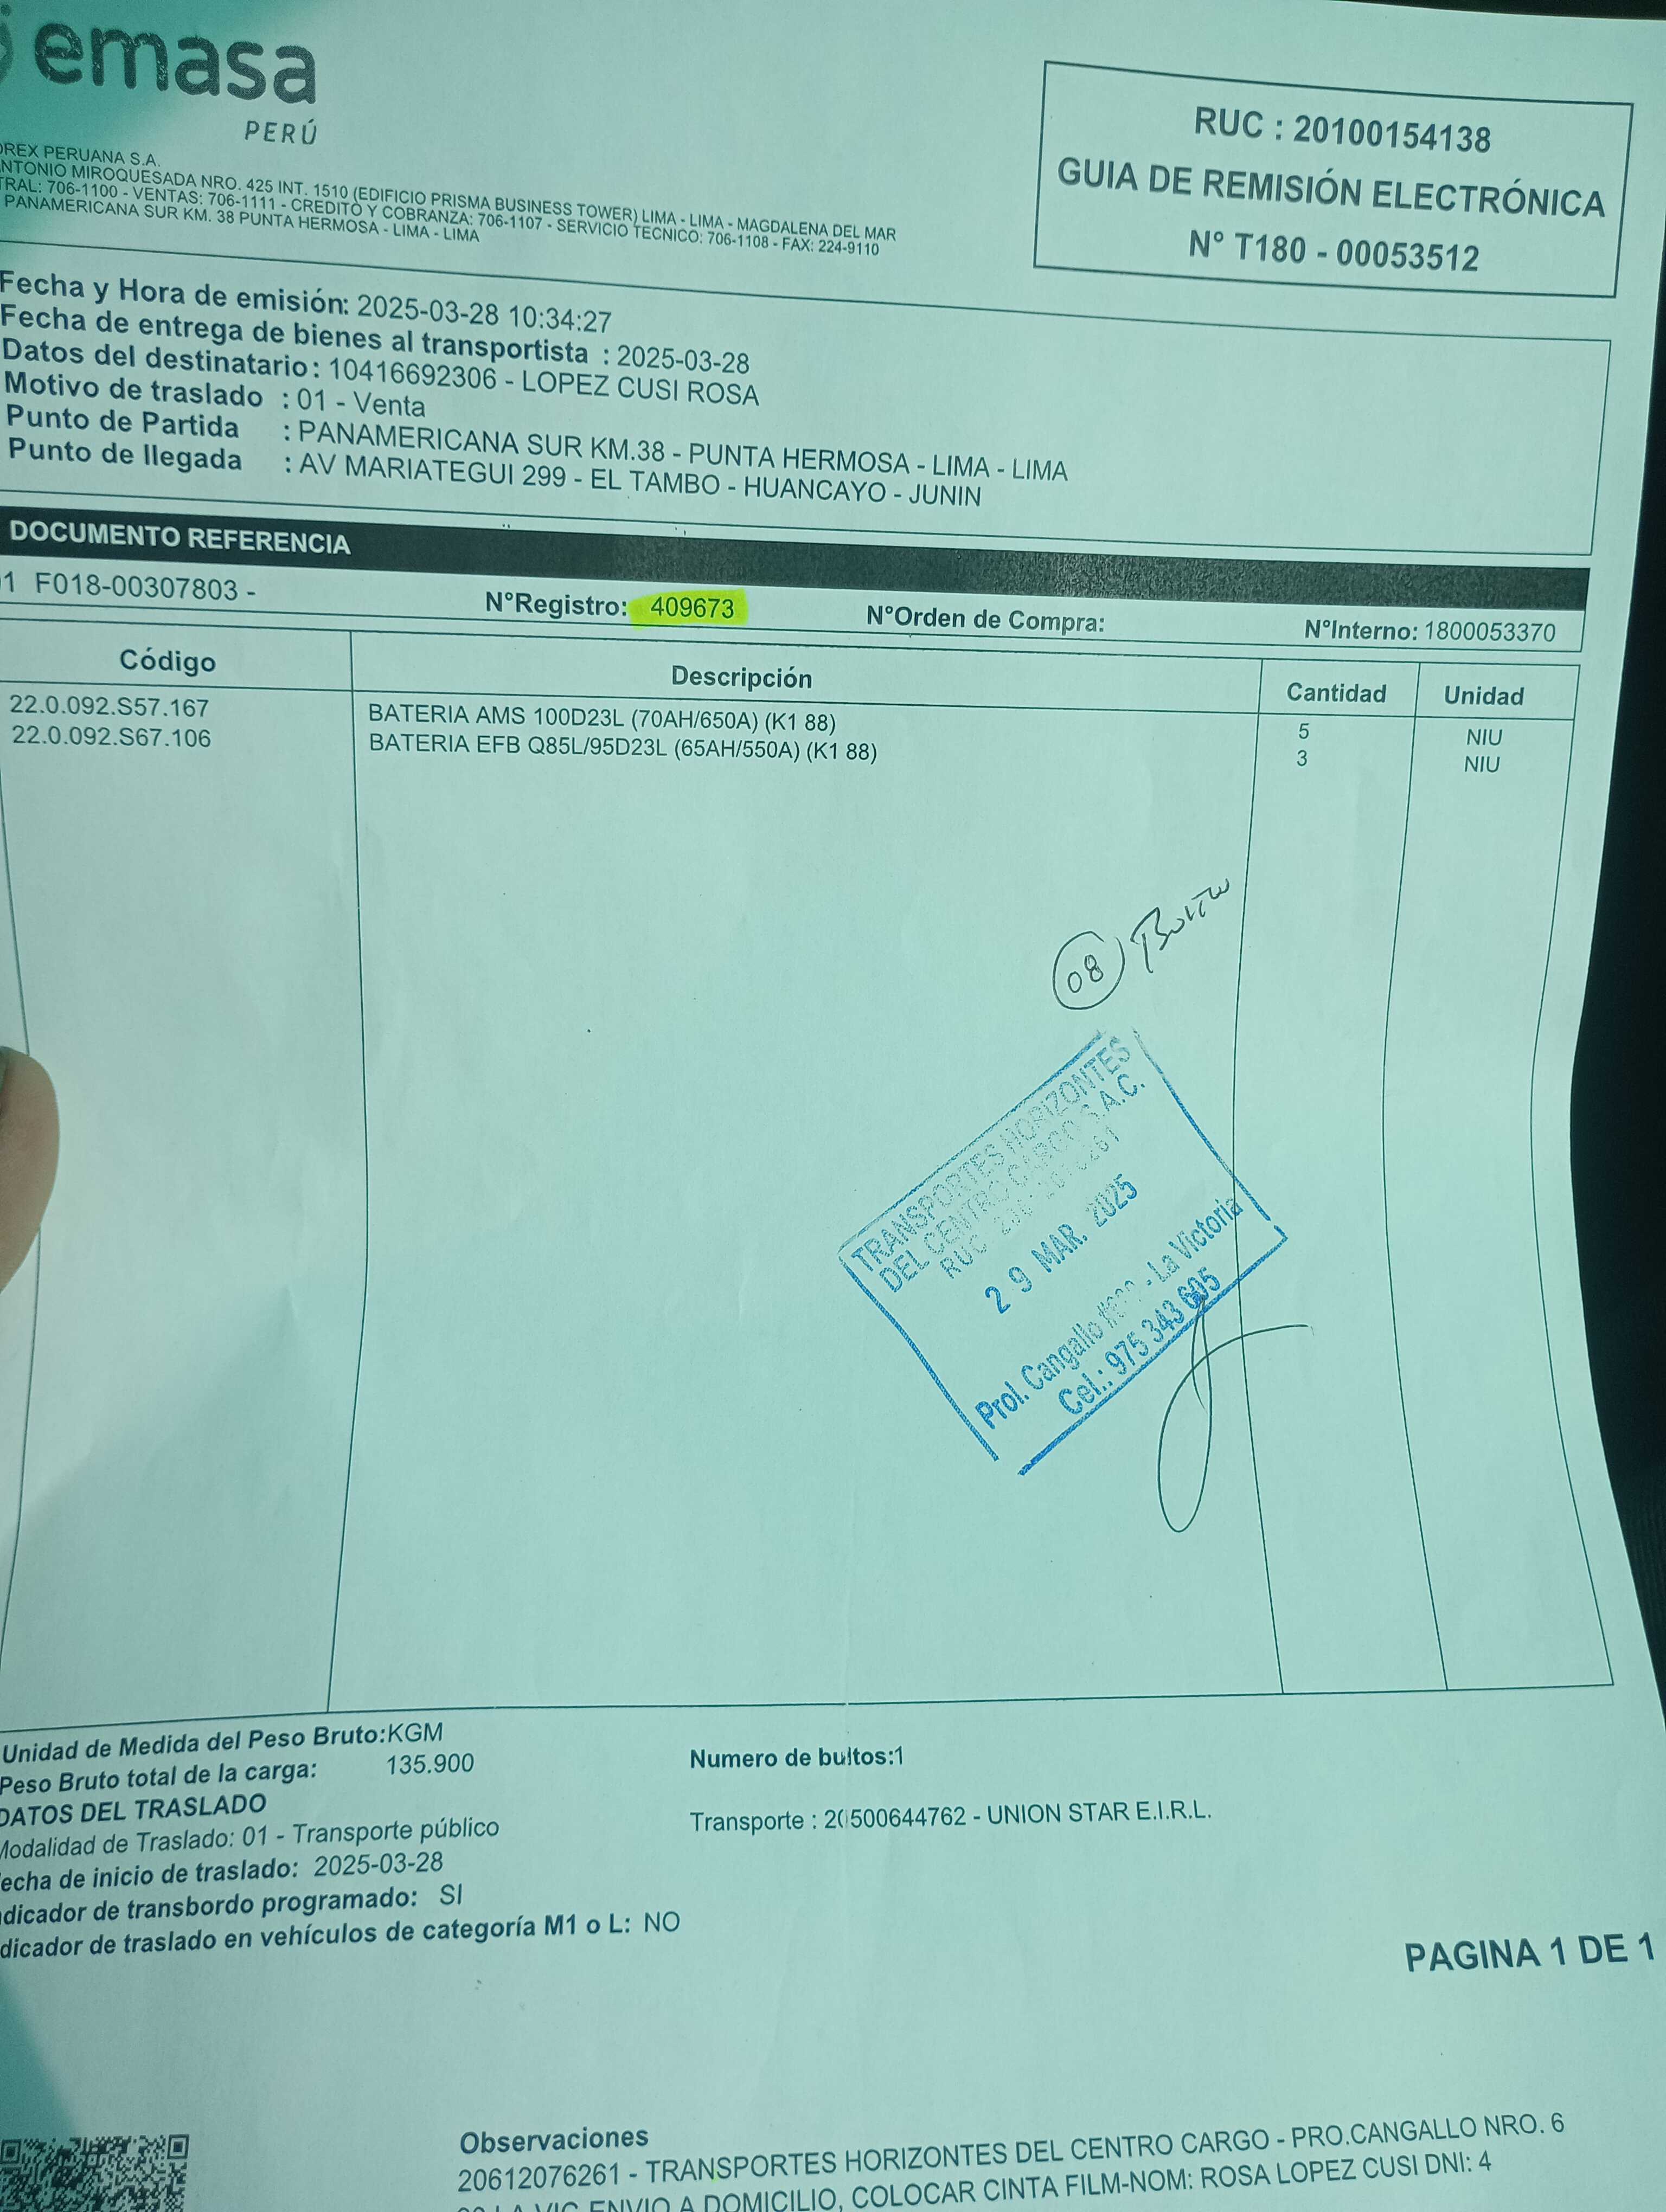 emasa
PERÚ
OREX PERUANA S.A.
NTONIO MIROQUESADA NRO. 425 INT. 1510 (EDIFICIO PRISMA BUSINESS TOWER) LIMA - LIMA - MAGDALENA DEL MAR
TRAL: 706-1100 - VENTAS: 706-1111 - CREDITO Y COBRANZA: 706-1107 - SERVICIO TECNICO: 706-1108 - FAX: 224-9110
PANAMERICANA SUR KM. 38 PUNTA HERMOSA - LIMA - LIMA
RUC : 20100154138
GUIA DE REMISIÓN ELECTRÓNICA
N° T180 - 00053512
Fecha y Hora de emisión: 2025-03-28 10:34:27
Fecha de entrega de bienes al transportista : 2025-03-28
Datos del destinatario: 10416692306 - LOPEZ CUSI ROSA
Motivo de traslado : 01 - Venta
Punto de Partida : PANAMERICANA SUR KM.38 - PUNTA HERMOSA - LIMA - LIMA
Punto de llegada : AV MARIATEGUI 299 - EL TAMBO - HUANCAYO - JUNIN
DOCUMENTO REFERENCIA
01 F018-00307803 - N°Registro: 409673 N°Orden de Compra: N°Interno: 1800053370
Código Descripción Cantidad Unidad
22.0.092.S57.167 BATERIA AMS 100D23L (70AH/650A) (K1 88) 5 NIU
22.0.092.S67.106 BATERIA EFB Q85L/95D23L (65AH/550A) (K1 88) 3 NIU
08
TRANSPORTES HORIZONTES
DEL CENTRO CARGO S.A.C.
RUC
29 MAR. 2025
Prol. Cangallo - La Victoria
Cel.: 975 343 605
Unidad de Medida del Peso Bruto:KGM
Peso Bruto total de la carga: 135.900
Numero de bultos:1
DATOS DEL TRASLADO
Modalidad de Traslado: 01 - Transporte público
Transporte : 20500644762 - UNION STAR E.I.R.L.
echa de inicio de traslado: 2025-03-28
dicador de transbordo programado: SI
dicador de traslado en vehículos de categoría M1 o L: NO
PAGINA 1 DE 1
Observaciones
20612076261 - TRANSPORTES HORIZONTES DEL CENTRO CARGO - PRO.CANGALLO NRO. 6
LA VIC ENVIO A DOMICILIO, COLOCAR CINTA FILM-NOM: ROSA LOPEZ CUSI DNI: 4